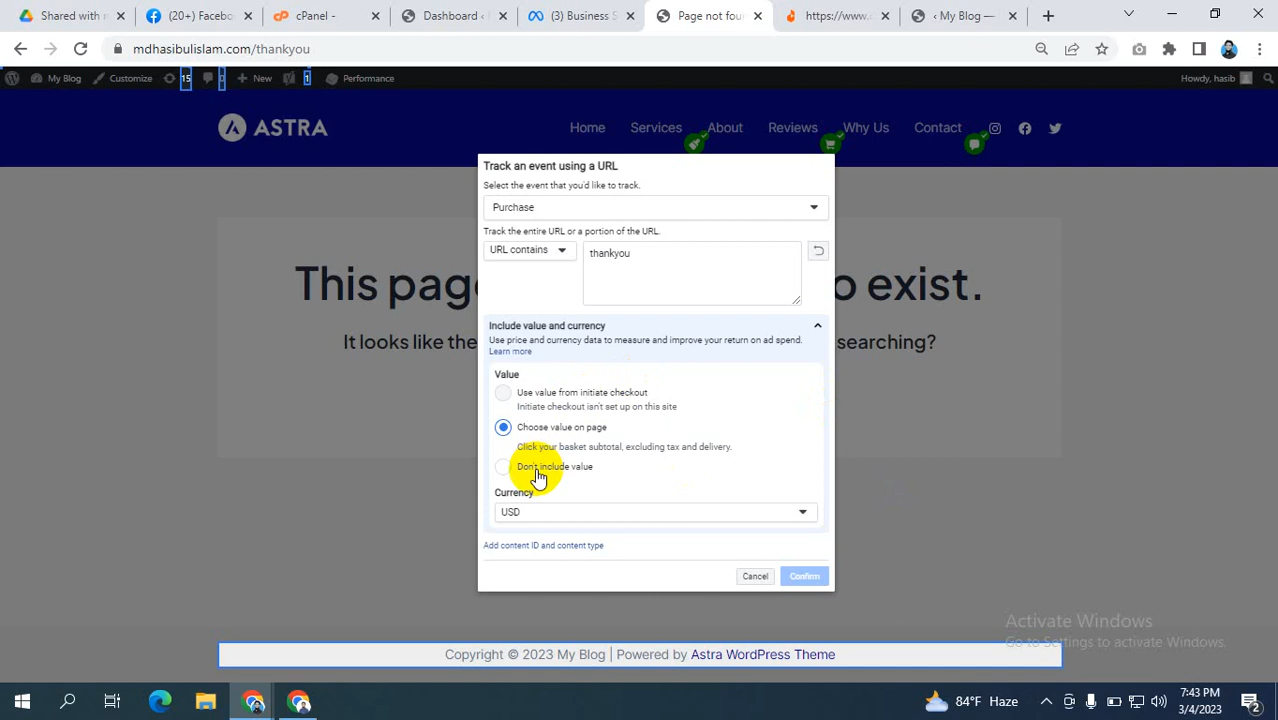 Shared with m
(20+) Facebo
cPanel -
Dashboard ‹
(3) Business S
Page not fou
https://www.
‹ My Blog —
mdhasibulislam.com/thankyou
My Blog
Customize
15
New
1
Performance
Howdy, hasib
ASTRA
Home
Services
About
Reviews
Why Us
Contact
Track an event using a URL
Select the event that you'd like to track.
Purchase
Track the entire URL or a portion of the URL.
URL contains
thankyou
This pag
o exist.
It looks like the
searching?
Include value and currency
Use price and currency data to measure and improve your return on ad spend.
Learn more
Value
Use value from initiate checkout
Initiate checkout isn't set up on this site
Choose value on page
Click your basket subtotal, excluding tax and delivery.
Don't include value
Currency
USD
Add content ID and content type
Cancel
Confirm
Activate Windows
Go to Settings to activate Windows.
Copyright © 2023 My Blog | Powered by Astra WordPress Theme
84°F Haze
7:43 PM
3/4/2023
2